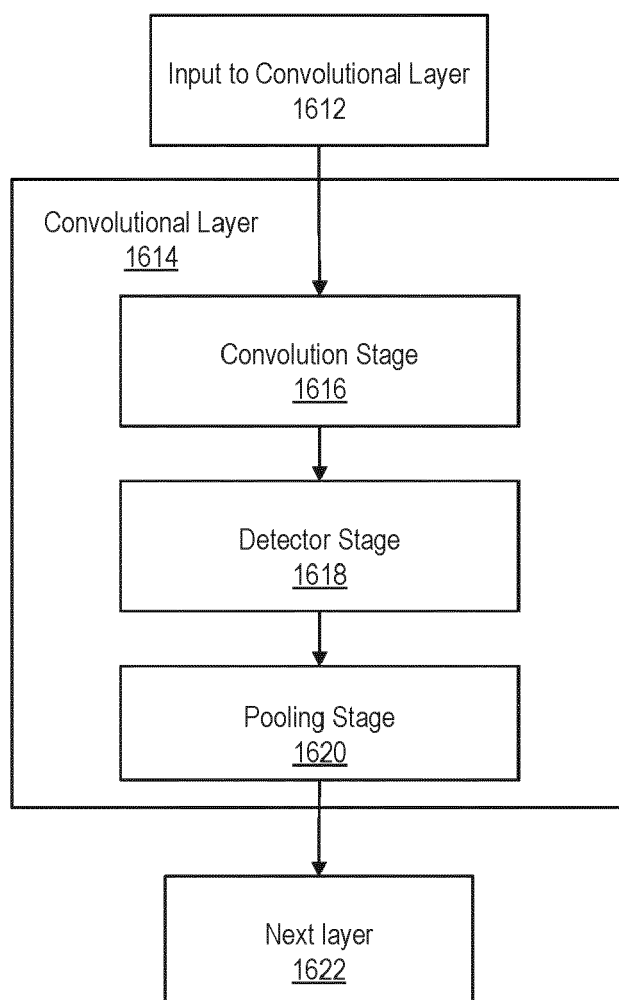 Input to Convolutional Layer
1612
Convolutional Layer
1614
Convolution Stage
1616
Detector Stage
1618
Pooling Stage
1620
Next layer
1622